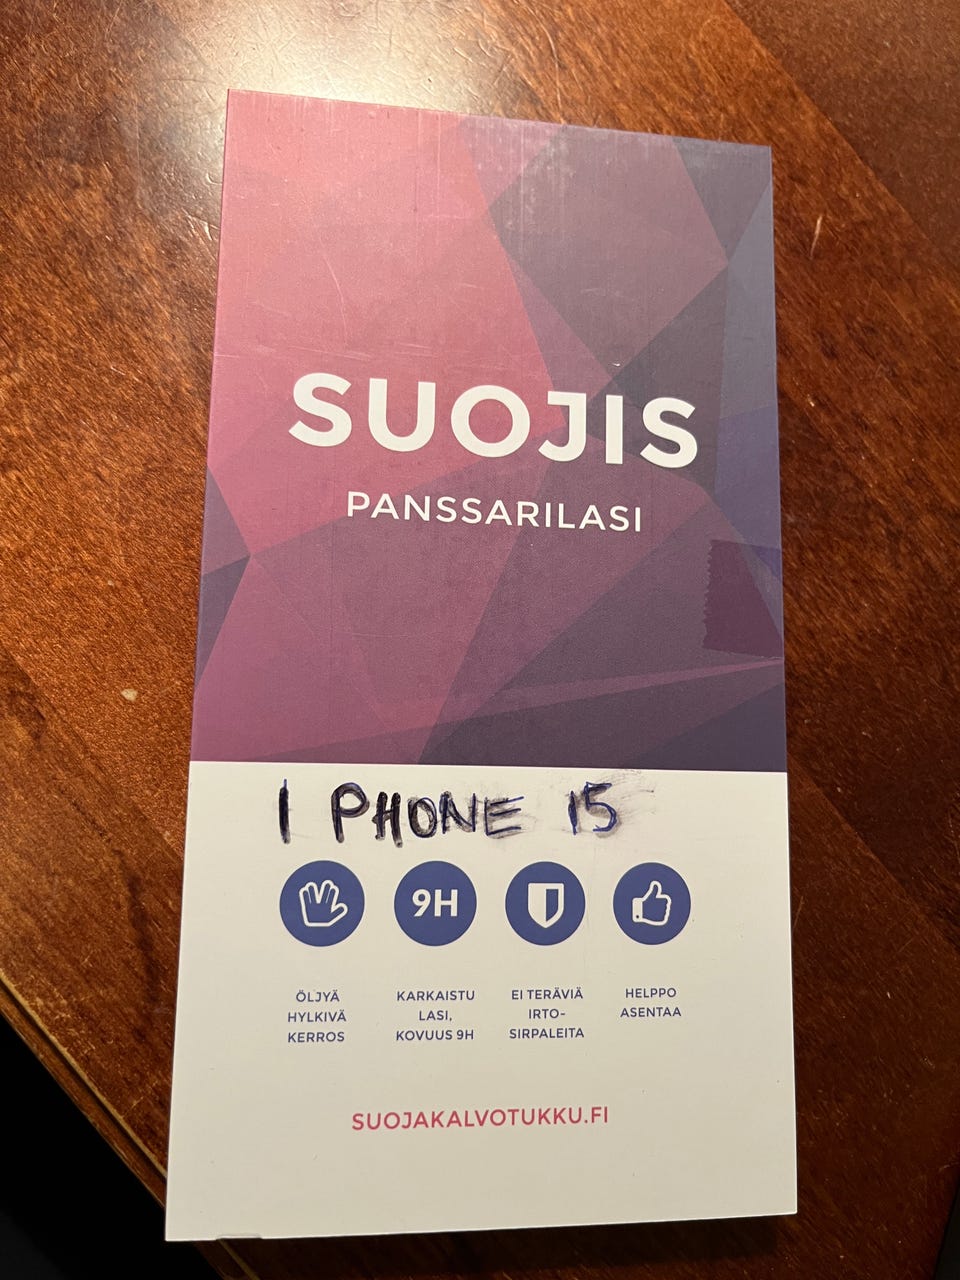 SUOJIS
PANSSARILASI
I PHONE 15
9H
ÖLJYÄ
HYLKIVÄ
KERROS
KARKAISTU
LASI,
KOVUUS 9H
EI TERÄVIÄ
IRTO-
SIRPALEITA
HELPPO
ASENTAA
SUOJAKALVOTUKKU.FI